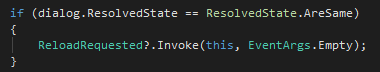 if (dialog.ResolvedState == ResolvedState.AreSame)
{
    ReloadRequested?.Invoke(this, EventArgs.Empty);
}